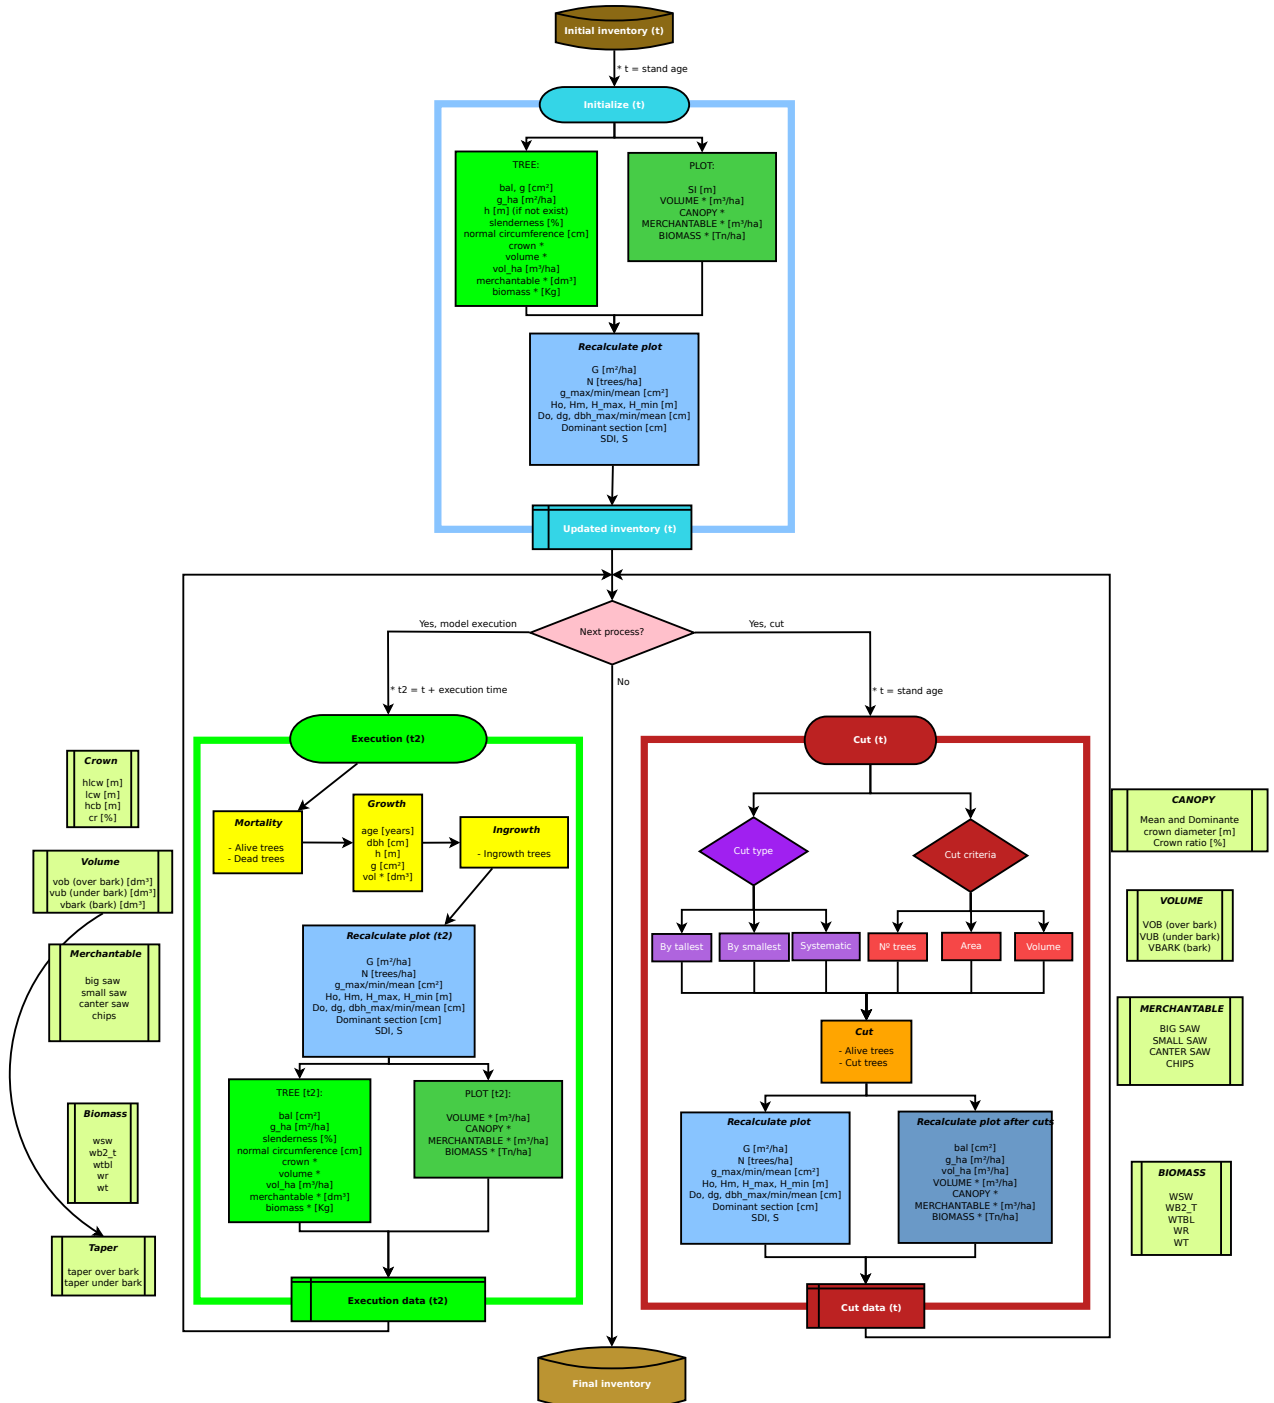 Initial inventory (t)
* t = stand age
Initialize (t)
TREE:
bal, g [cm²]
g_ha [m²/ha]
h [m] (if not exist)
slenderness [%]
normal circumference [cm]
crown *
volume *
vol_ha [m³/ha]
merchantable * [dm³]
biomass * [Kg]
PLOT:
SI [m]
VOLUME * [m³/ha]
CANOPY *
MERCHANTABLE * [m³/ha]
BIOMASS * [Tn/ha]
Recalculate plot
G [m²/ha]
N [trees/ha]
g_max/min/mean [cm²]
Ho, Hm, H_max, H_min [m]
Do, dg, dbh_max/min/mean [cm]
Dominant section [cm]
SDI, S
Updated inventory (t)
Next process?
Yes, model execution
Yes, cut
No
* t2 = t + execution time
* t = stand age
Execution (t2)
Mortality
- Alive trees
- Dead trees
Growth
age [years]
dbh [cm]
h [m]
g [cm²]
vol * [dm³]
Ingrowth
- Ingrowth trees
Recalculate plot (t2)
G [m²/ha]
N [trees/ha]
g_max/min/mean [cm²]
Ho, Hm, H_max, H_min [m]
Do, dg, dbh_max/min/mean [cm]
Dominant section [cm]
SDI, S
TREE [t2]:
bal [cm²]
g_ha [m²/ha]
slenderness [%]
normal circumference [cm]
crown *
volume *
vol_ha [m³/ha]
merchantable * [dm³]
biomass * [Kg]
PLOT [t2]:
VOLUME * [m³/ha]
CANOPY *
MERCHANTABLE * [m³/ha]
BIOMASS * [Tn/ha]
Execution data (t2)
Cut (t)
Cut type
Cut criteria
By tallest
By smallest
Systematic
Nº trees
Area
Volume
Cut
- Alive trees
- Cut trees
Recalculate plot
G [m²/ha]
N [trees/ha]
g_max/min/mean [cm²]
Ho, Hm, H_max, H_min [m]
Do, dg, dbh_max/min/mean [cm]
Dominant section [cm]
SDI, S
Recalculate plot after cuts
bal [cm²]
g_ha [m²/ha]
vol_ha [m³/ha]
VOLUME * [m³/ha]
CANOPY *
MERCHANTABLE * [m³/ha]
BIOMASS * [Tn/ha]
Cut data (t)
Final inventory
Crown
hlcw [m]
lcw [m]
hcb [m]
cr [%]
Volume
vob (over bark) [dm³]
vub (under bark) [dm³]
vbark (bark) [dm³]
Merchantable
big saw
small saw
canter saw
chips
Biomass
wsw
wb2_t
wtbl
wr
wt
Taper
taper over bark
taper under bark
CANOPY
Mean and Dominante
crown diameter [m]
Crown ratio [%]
VOLUME
VOB (over bark)
VUB (under bark)
VBARK (bark)
MERCHANTABLE
BIG SAW
SMALL SAW
CANTER SAW
CHIPS
BIOMASS
WSW
WB2_T
WTBL
WR
WT